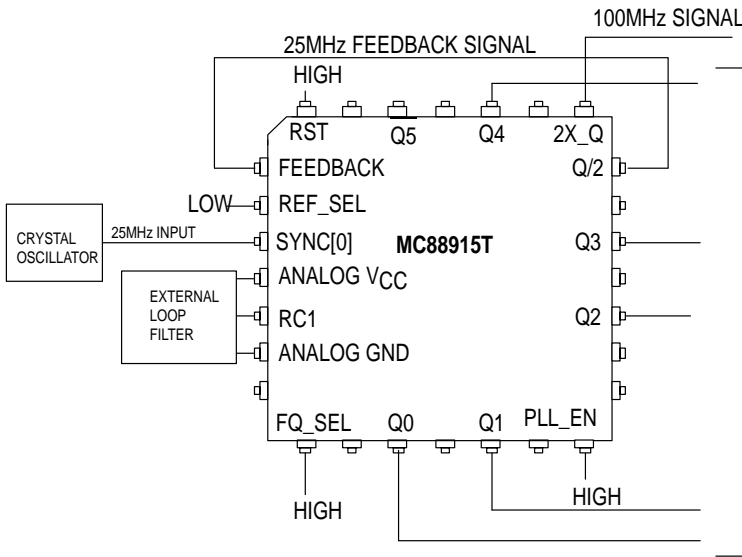 100MHz SIGNAL
25MHz FEEDBACK SIGNAL
HIGH
RST
Q5
Q4
2X_Q
FEEDBACK
Q/2
LOW
REF_SEL
CRYSTAL
OSCILLATOR
25MHz INPUT
SYNC[0]
MC88915T
Q3
ANALOG VCC
EXTERNAL
LOOP
FILTER
RC1
Q2
ANALOG GND
FQ_SEL
Q0
Q1
PLL_EN
HIGH
HIGH